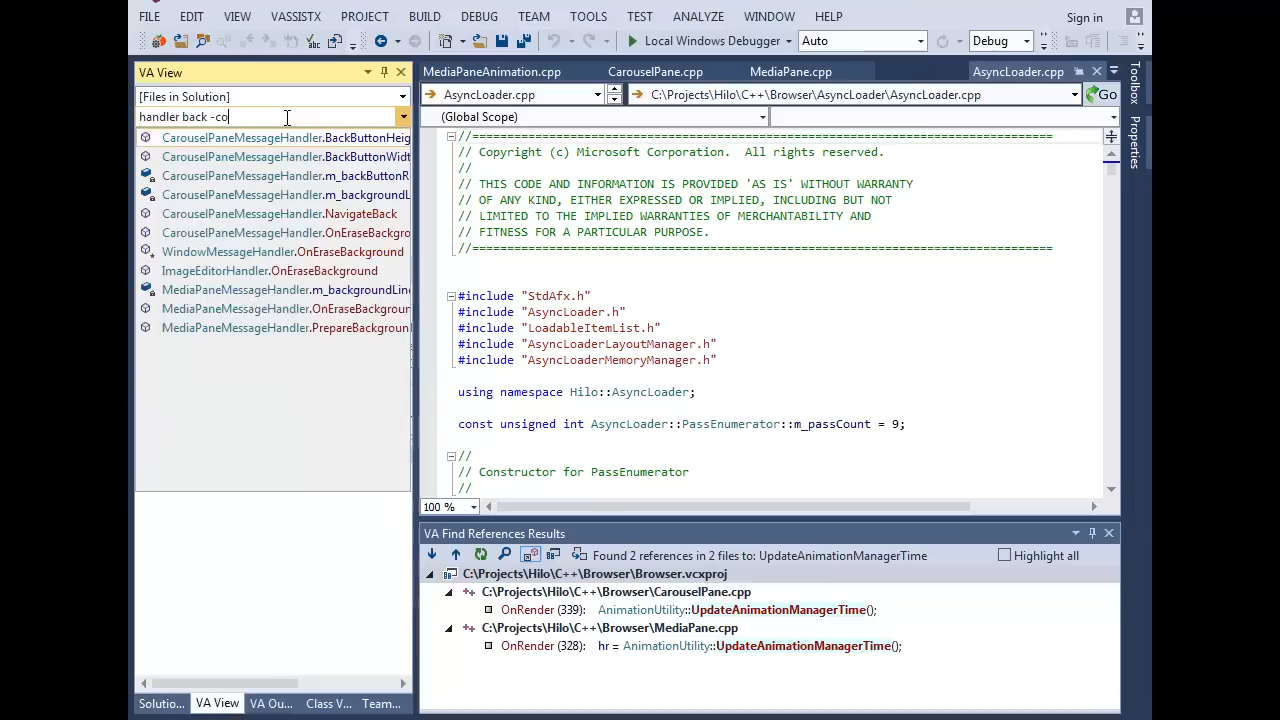 FILE EDIT VIEW VASSISTX PROJECT BUILD DEBUG TEAM TOOLS TEST ANALYZE WINDOW HELP Sign in
Local Windows Debugger Auto Debug
VA View
[Files in Solution]
handler back -co
CarouselPaneMessageHandler.BackButtonHeig
CarouselPaneMessageHandler.BackButtonWidt
CarouselPaneMessageHandler.m_backButtonR
CarouselPaneMessageHandler.m_backgroundL
CarouselPaneMessageHandler.NavigateBack
CarouselPaneMessageHandler.OnEraseBackgro
WindowMessageHandler.OnEraseBackground
ImageEditorHandler.OnEraseBackground
MediaPaneMessageHandler.m_backgroundLine
MediaPaneMessageHandler.OnEraseBackgroun
MediaPaneMessageHandler.PrepareBackground
Solutio... VA View VA Ou... Class V... Team...
MediaPaneAnimation.cpp CarouselPane.cpp MediaPane.cpp AsyncLoader.cpp
AsyncLoader.cpp C:\Projects\Hilo\C++\Browser\AsyncLoader\AsyncLoader.cpp Go
(Global Scope)
//====================================================================================
// Copyright (c) Microsoft Corporation.  All rights reserved.
//
// THIS CODE AND INFORMATION IS PROVIDED 'AS IS' WITHOUT WARRANTY
// OF ANY KIND, EITHER EXPRESSED OR IMPLIED, INCLUDING BUT NOT
// LIMITED TO THE IMPLIED WARRANTIES OF MERCHANTABILITY AND
// FITNESS FOR A PARTICULAR PURPOSE.
//====================================================================================
#include "StdAfx.h"
#include "AsyncLoader.h"
#include "LoadableItemList.h"
#include "AsyncLoaderLayoutManager.h"
#include "AsyncLoaderMemoryManager.h"
using namespace Hilo::AsyncLoader;
const unsigned int AsyncLoader::PassEnumerator::m_passCount = 9;
//
// Constructor for PassEnumerator
//
100 %
VA Find References Results
Found 2 references in 2 files to: UpdateAnimationManagerTime Highlight all
C:\Projects\Hilo\C++\Browser\Browser.vcxproj
C:\Projects\Hilo\C++\Browser\CarouselPane.cpp
OnRender (339): AnimationUtility::UpdateAnimationManagerTime();
C:\Projects\Hilo\C++\Browser\MediaPane.cpp
OnRender (328): hr = AnimationUtility::UpdateAnimationManagerTime();
Toolbox
Properties